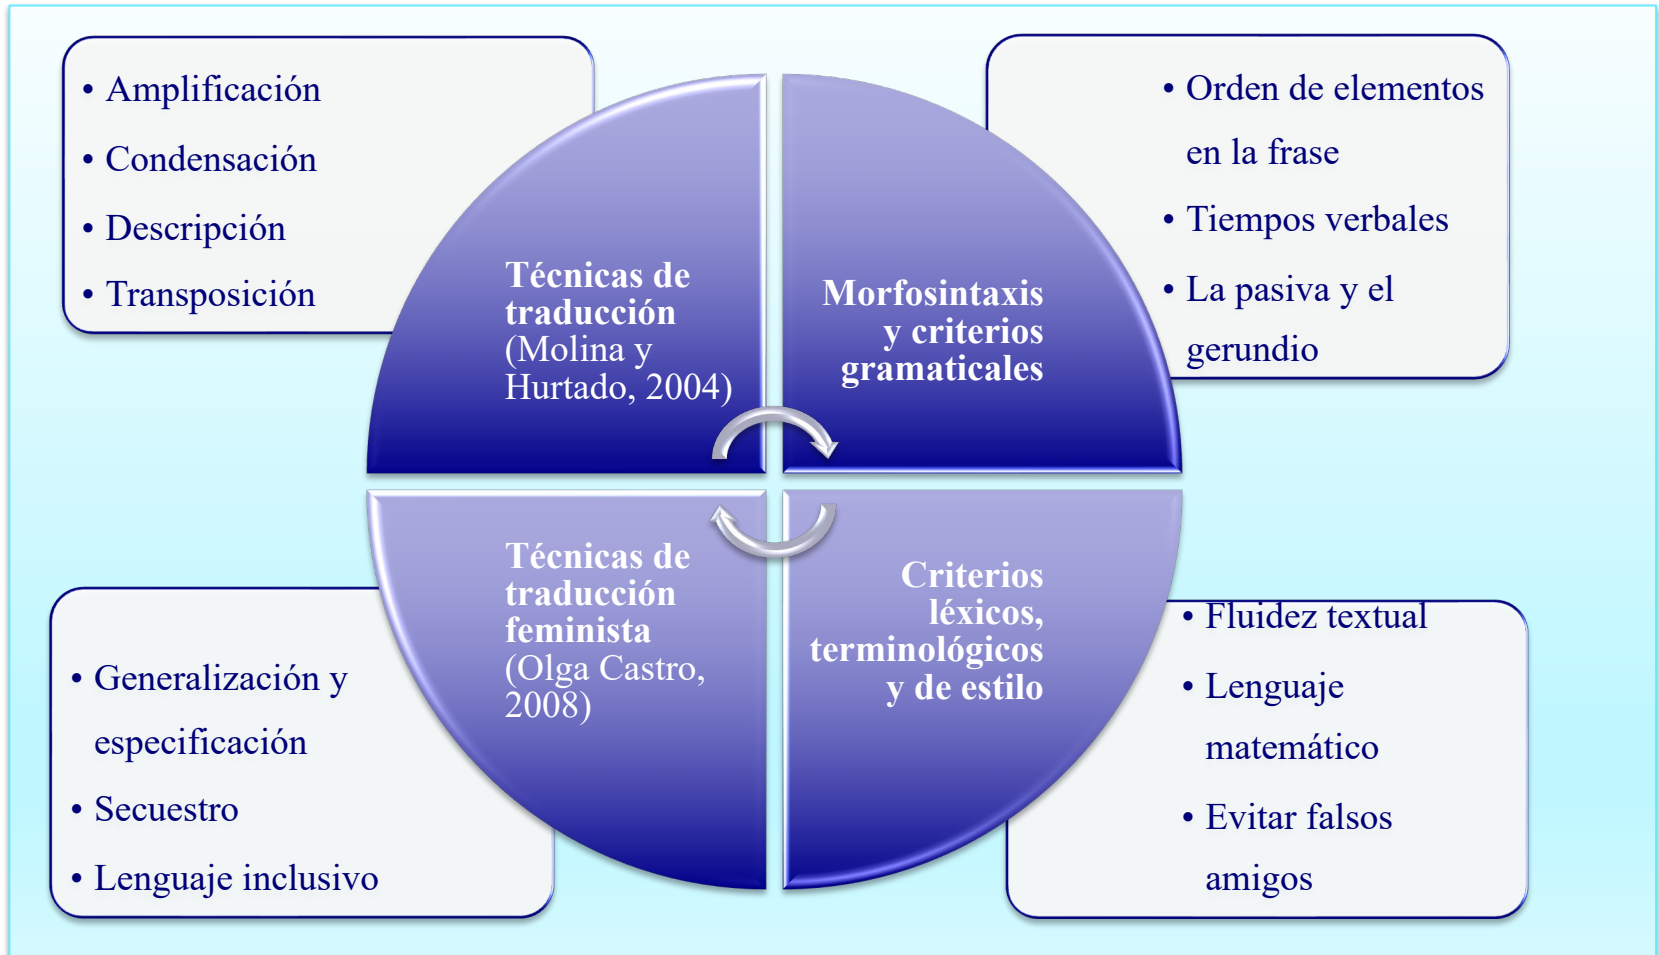 • Amplificación
• Condensación
• Descripción
• Transposición
Técnicas de
traducción
(Molina y
Hurtado, 2004)
Morfosintaxis
y criterios
gramaticales
• Orden de elementos
en la frase
• Tiempos verbales
• La pasiva y el
gerundio
• Generalización y
especificación
• Secuestro
• Lenguaje inclusivo
Técnicas de
traducción
feminista
(Olga Castro,
2008)
Criterios
léxicos,
terminológicos
y de estilo
• Fluidez textual
• Lenguaje
matemático
• Evitar falsos
amigos